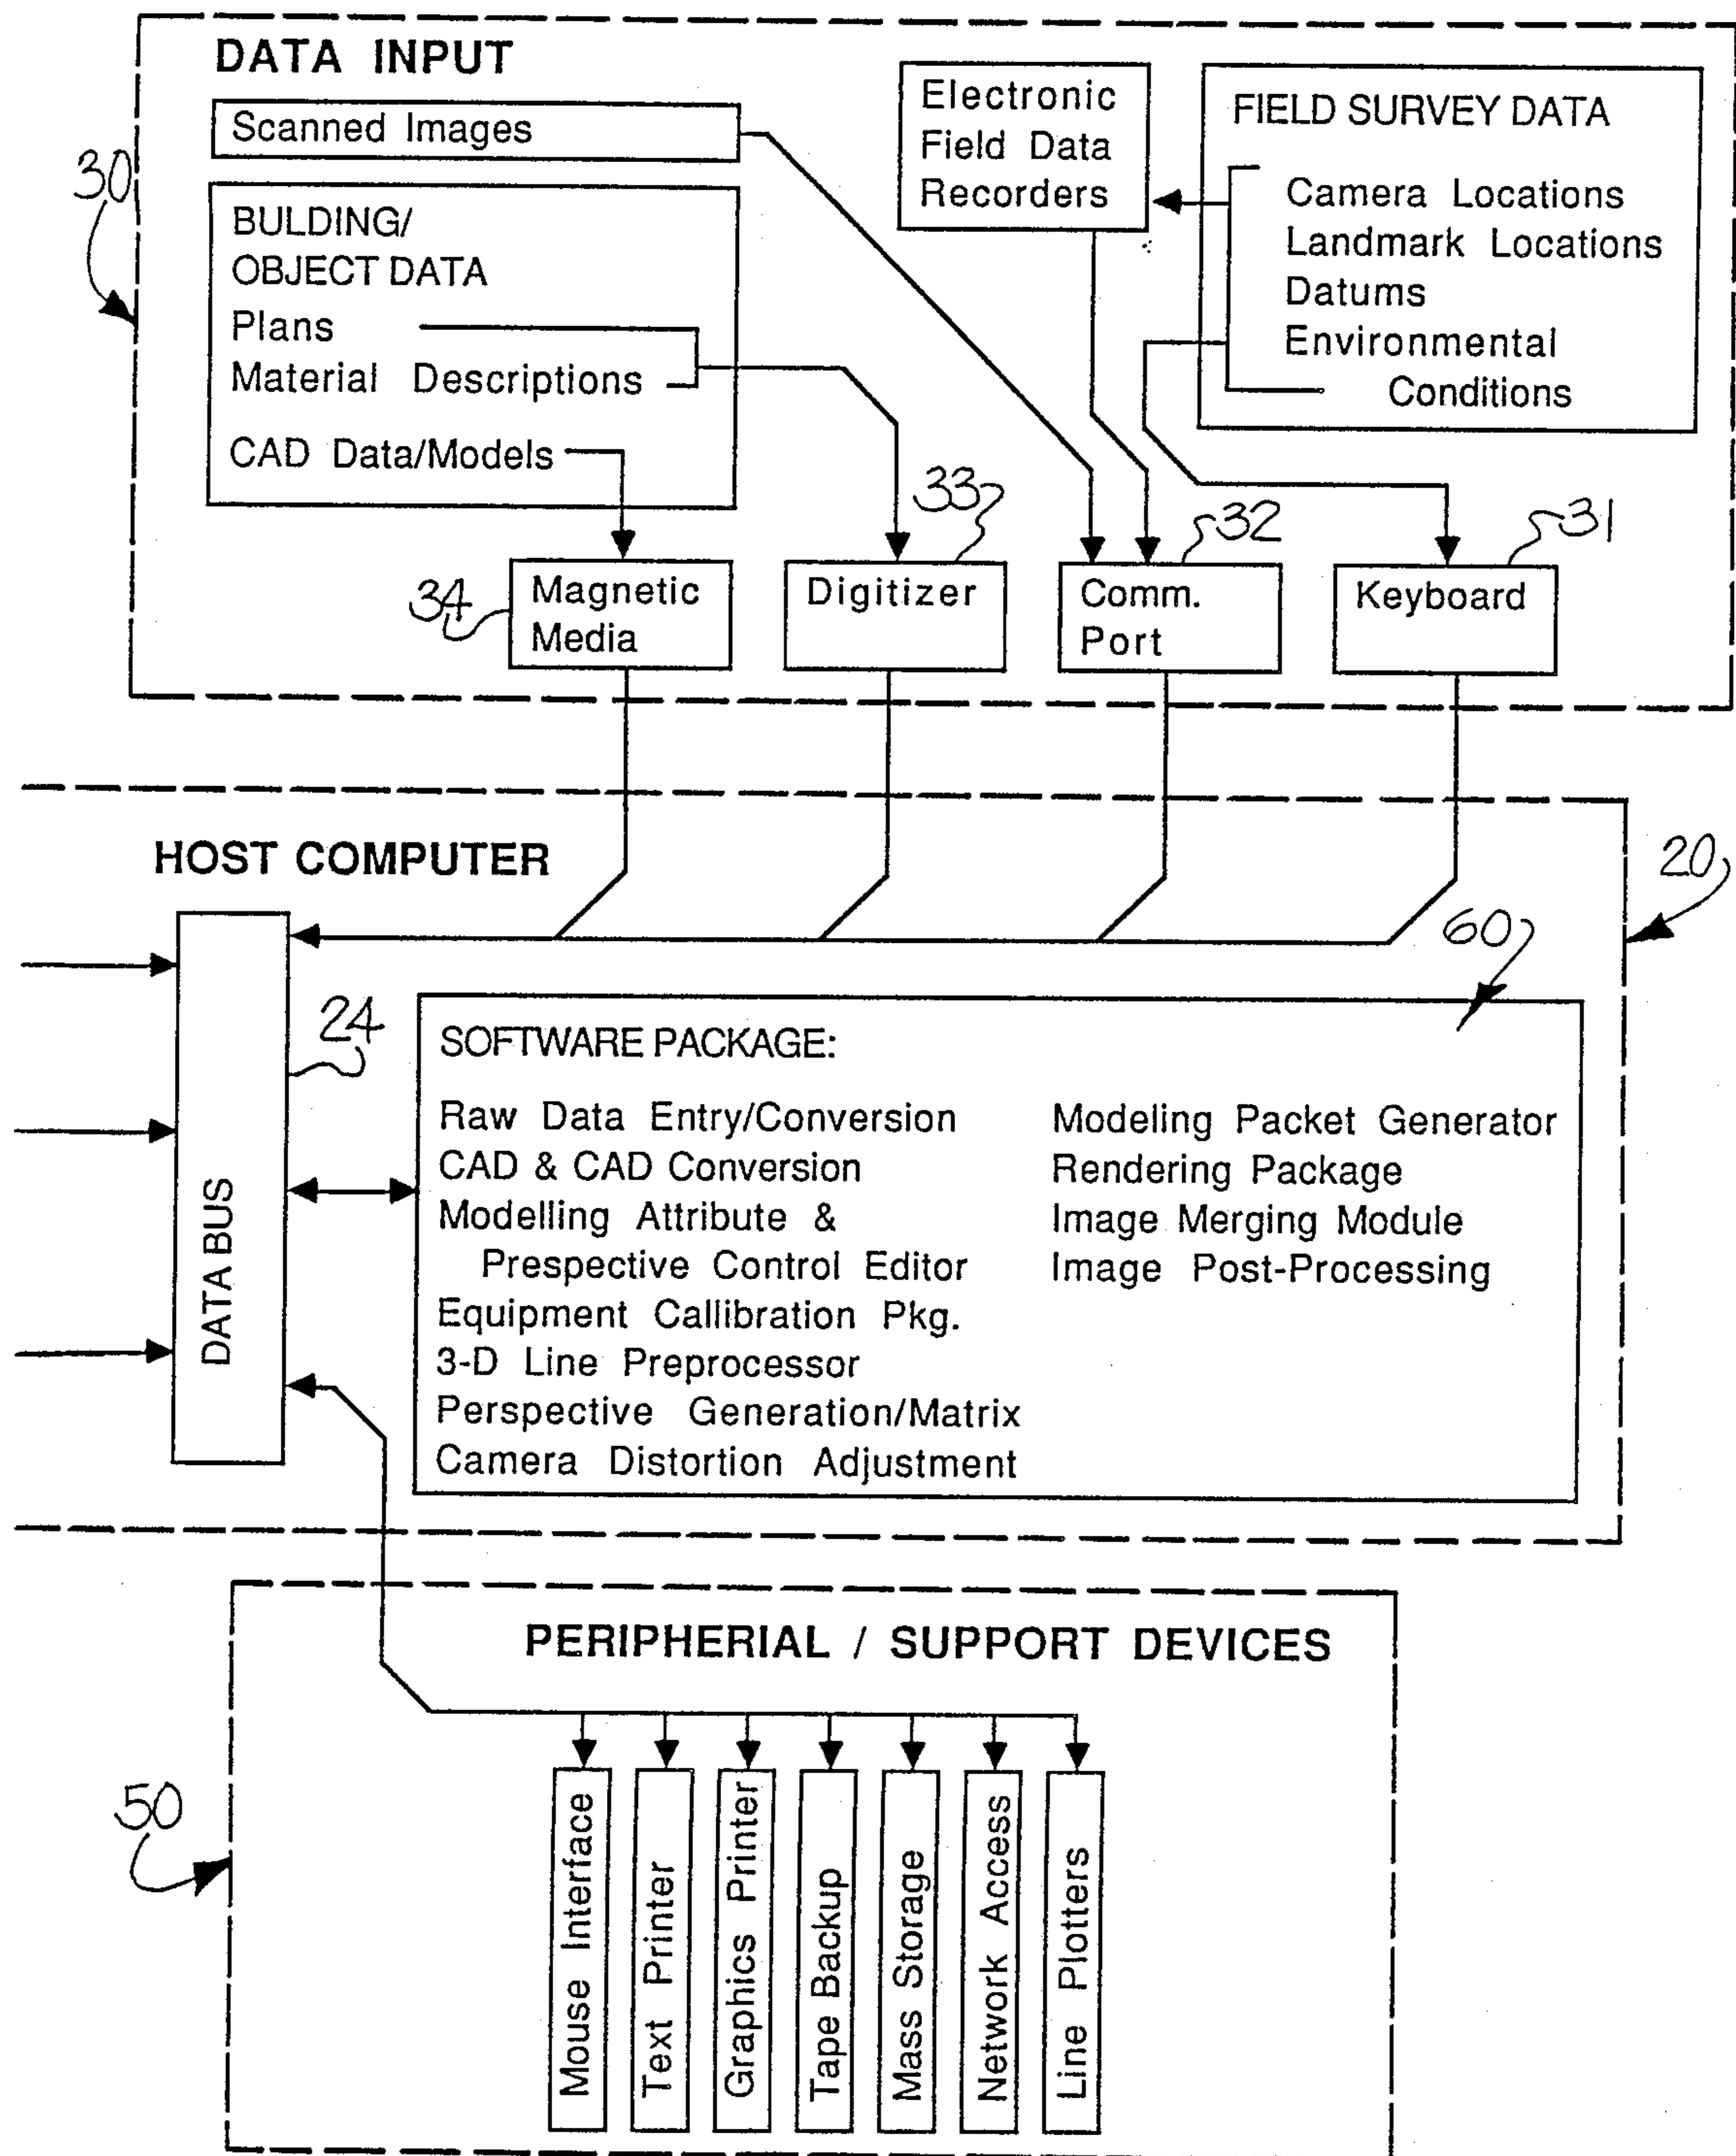 DATA INPUT
Scanned Images
30
BULDING/
OBJECT DATA
Plans
Material Descriptions
CAD Data/Models
Electronic
Field Data
Recorders
FIELD SURVEY DATA
Camera Locations
Landmark Locations
Datums
Environmental
Conditions
34
Magnetic
Media
33
Digitizer
32
Comm.
Port
31
Keyboard
HOST COMPUTER
20
DATA BUS
24
60
SOFTWARE PACKAGE:
Raw Data Entry/Conversion
CAD & CAD Conversion
Modelling Attribute &
Prespective Control Editor
Equipment Callibration Pkg.
3-D Line Preprocessor
Perspective Generation/Matrix
Camera Distortion Adjustment
Modeling Packet Generator
Rendering Package
Image Merging Module
Image Post-Processing
PERIPHERIAL / SUPPORT DEVICES
50
Mouse Interface
Text Printer
Graphics Printer
Tape Backup
Mass Storage
Network Access
Line Plotters